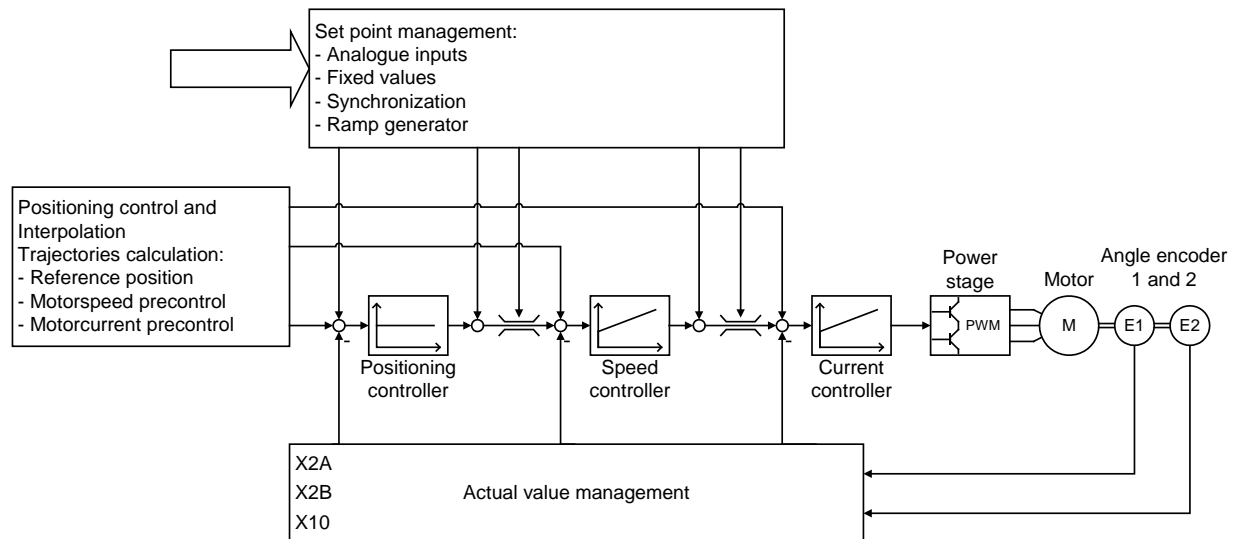 Set point management:
- Analogue inputs
- Fixed values
- Synchronization
- Ramp generator
Positioning control and
Interpolation
Trajectories calculation:
- Reference position
- Motorspeed precontrol
- Motorcurrent precontrol
Positioning
controller
Speed
controller
Current
controller
Power
stage
PWM
Motor
M
Angle encoder
1 and 2
E1
E2
-
-
-
X2A
X2B
X10
Actual value management